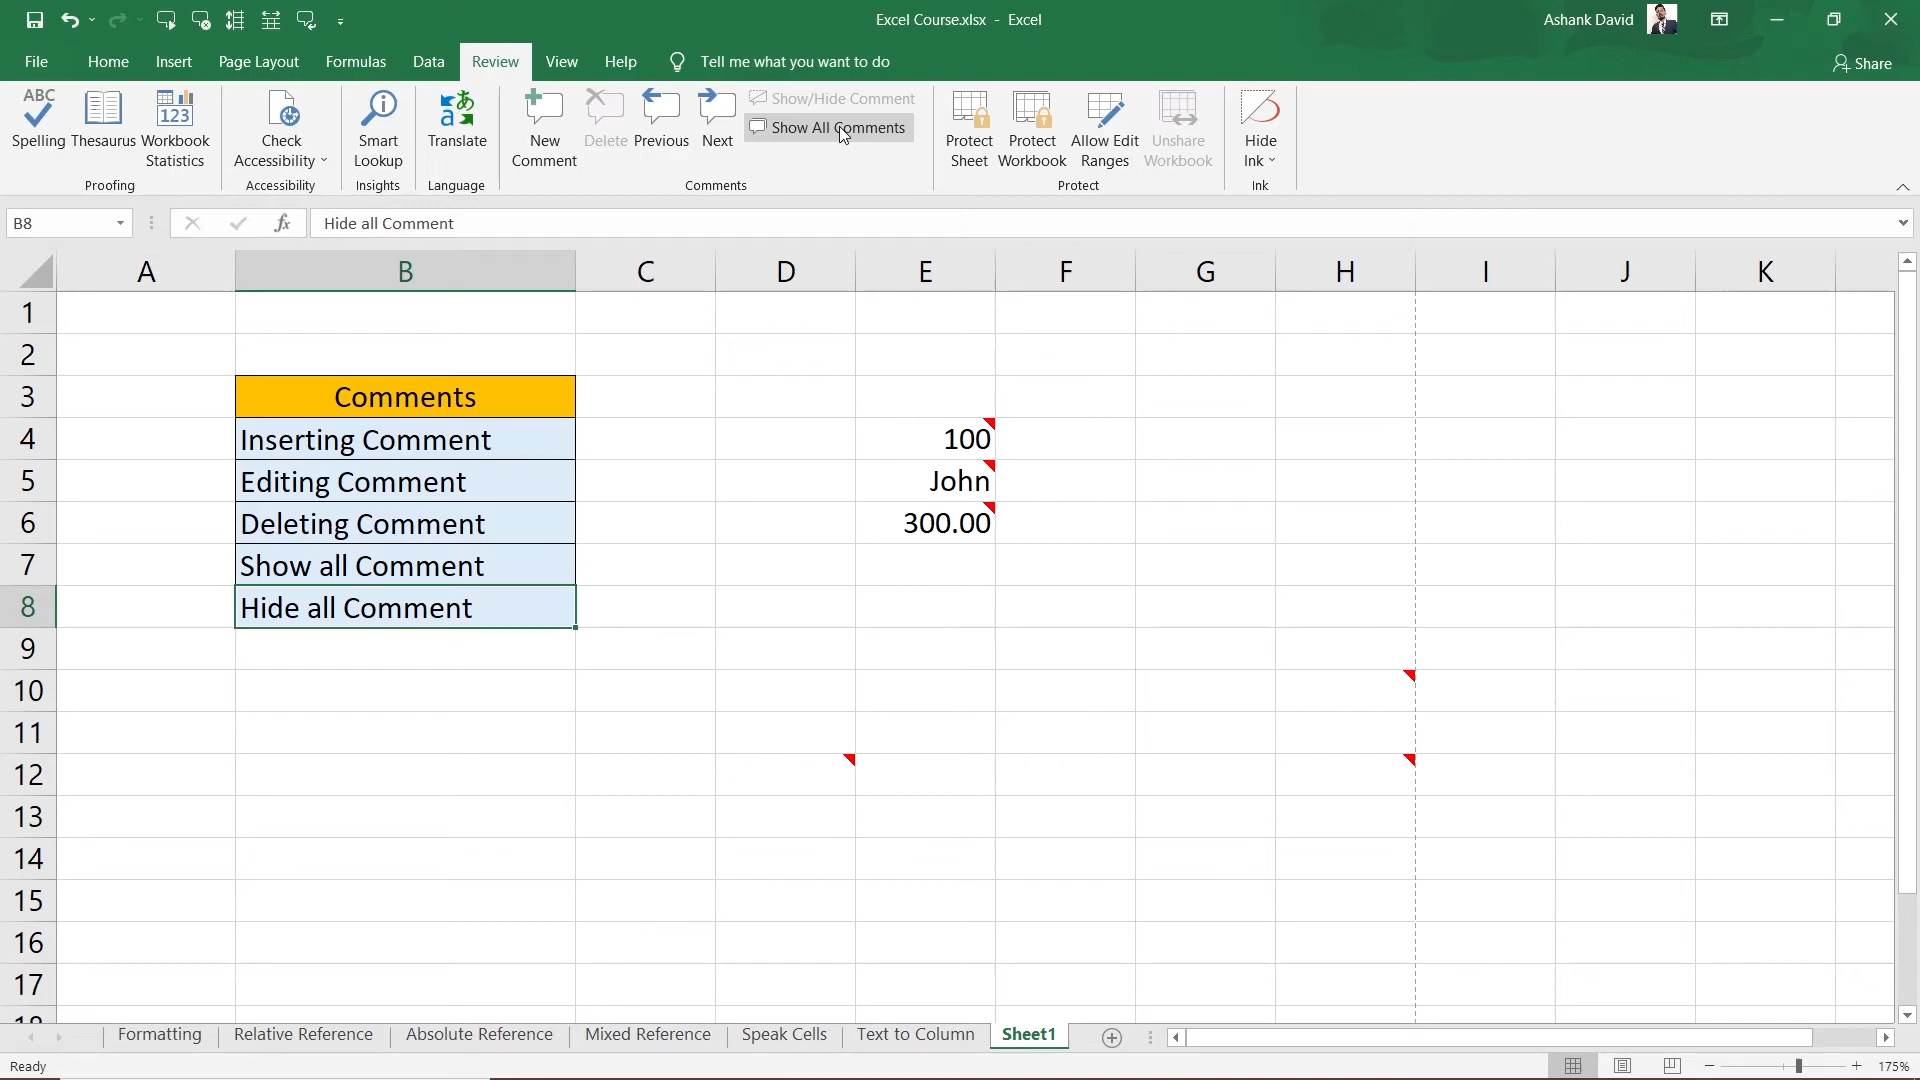 Excel Course.xlsx - Excel
Ashank David
File Home Insert Page Layout Formulas Data Review View Help Tell me what you want to do
Share
ABC
Spelling
Thesaurus
123
Workbook
Statistics
Proofing
Check
Accessibility
Accessibility
Smart
Lookup
Insights
Translate
Language
New
Comment
Delete
Previous
Next
Show/Hide Comment
Show All Comments
Comments
Protect
Sheet
Protect
Workbook
Allow Edit
Ranges
Unshare
Workbook
Protect
Hide
Ink
Ink
B8
fx
Hide all Comment
A B C D E F G H I J K
1
2
3 Comments
4 Inserting Comment 100
5 Editing Comment John
6 Deleting Comment 300.00
7 Show all Comment
8 Hide all Comment
9
10
11
12
13
14
15
16
17
18
Formatting Relative Reference Absolute Reference Mixed Reference Speak Cells Text to Column Sheet1
Ready
175%